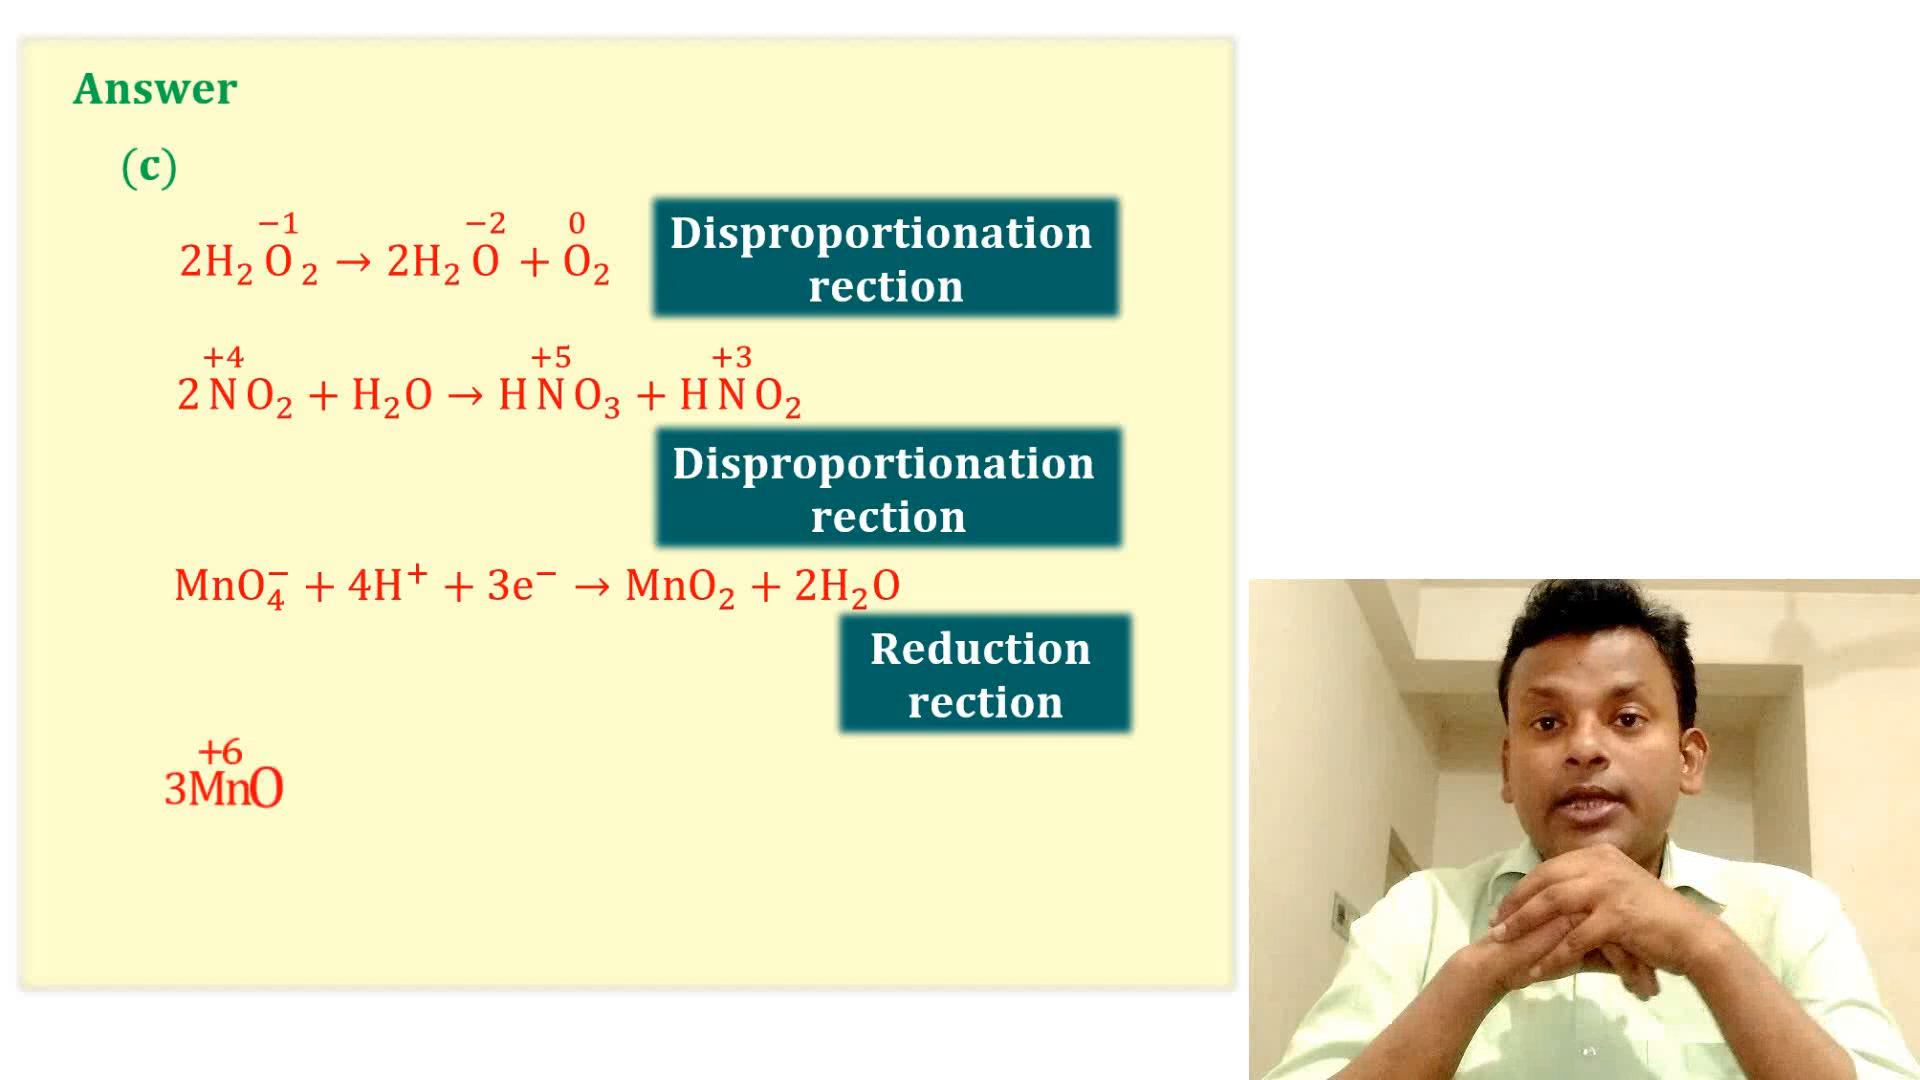 Answer
(c)
−1 −2 0
2H₂O₂ → 2H₂O + O₂
Disproportionation
rection
+4 +5 +3
2NO₂ + H₂O → HNO₃ + HNO₂
Disproportionation
rection
MnO₄⁻ + 4H⁺ + 3e⁻ → MnO₂ + 2H₂O
Reduction
rection
+6
3MnO